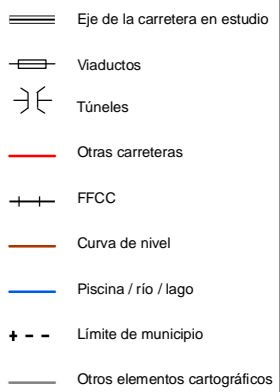 Eje de la carretera en estudio
Viaductos
Túneles
Otras carreteras
FFCC
Curva de nivel
Piscina / río / lago
Límite de municipio
Otros elementos cartográficos